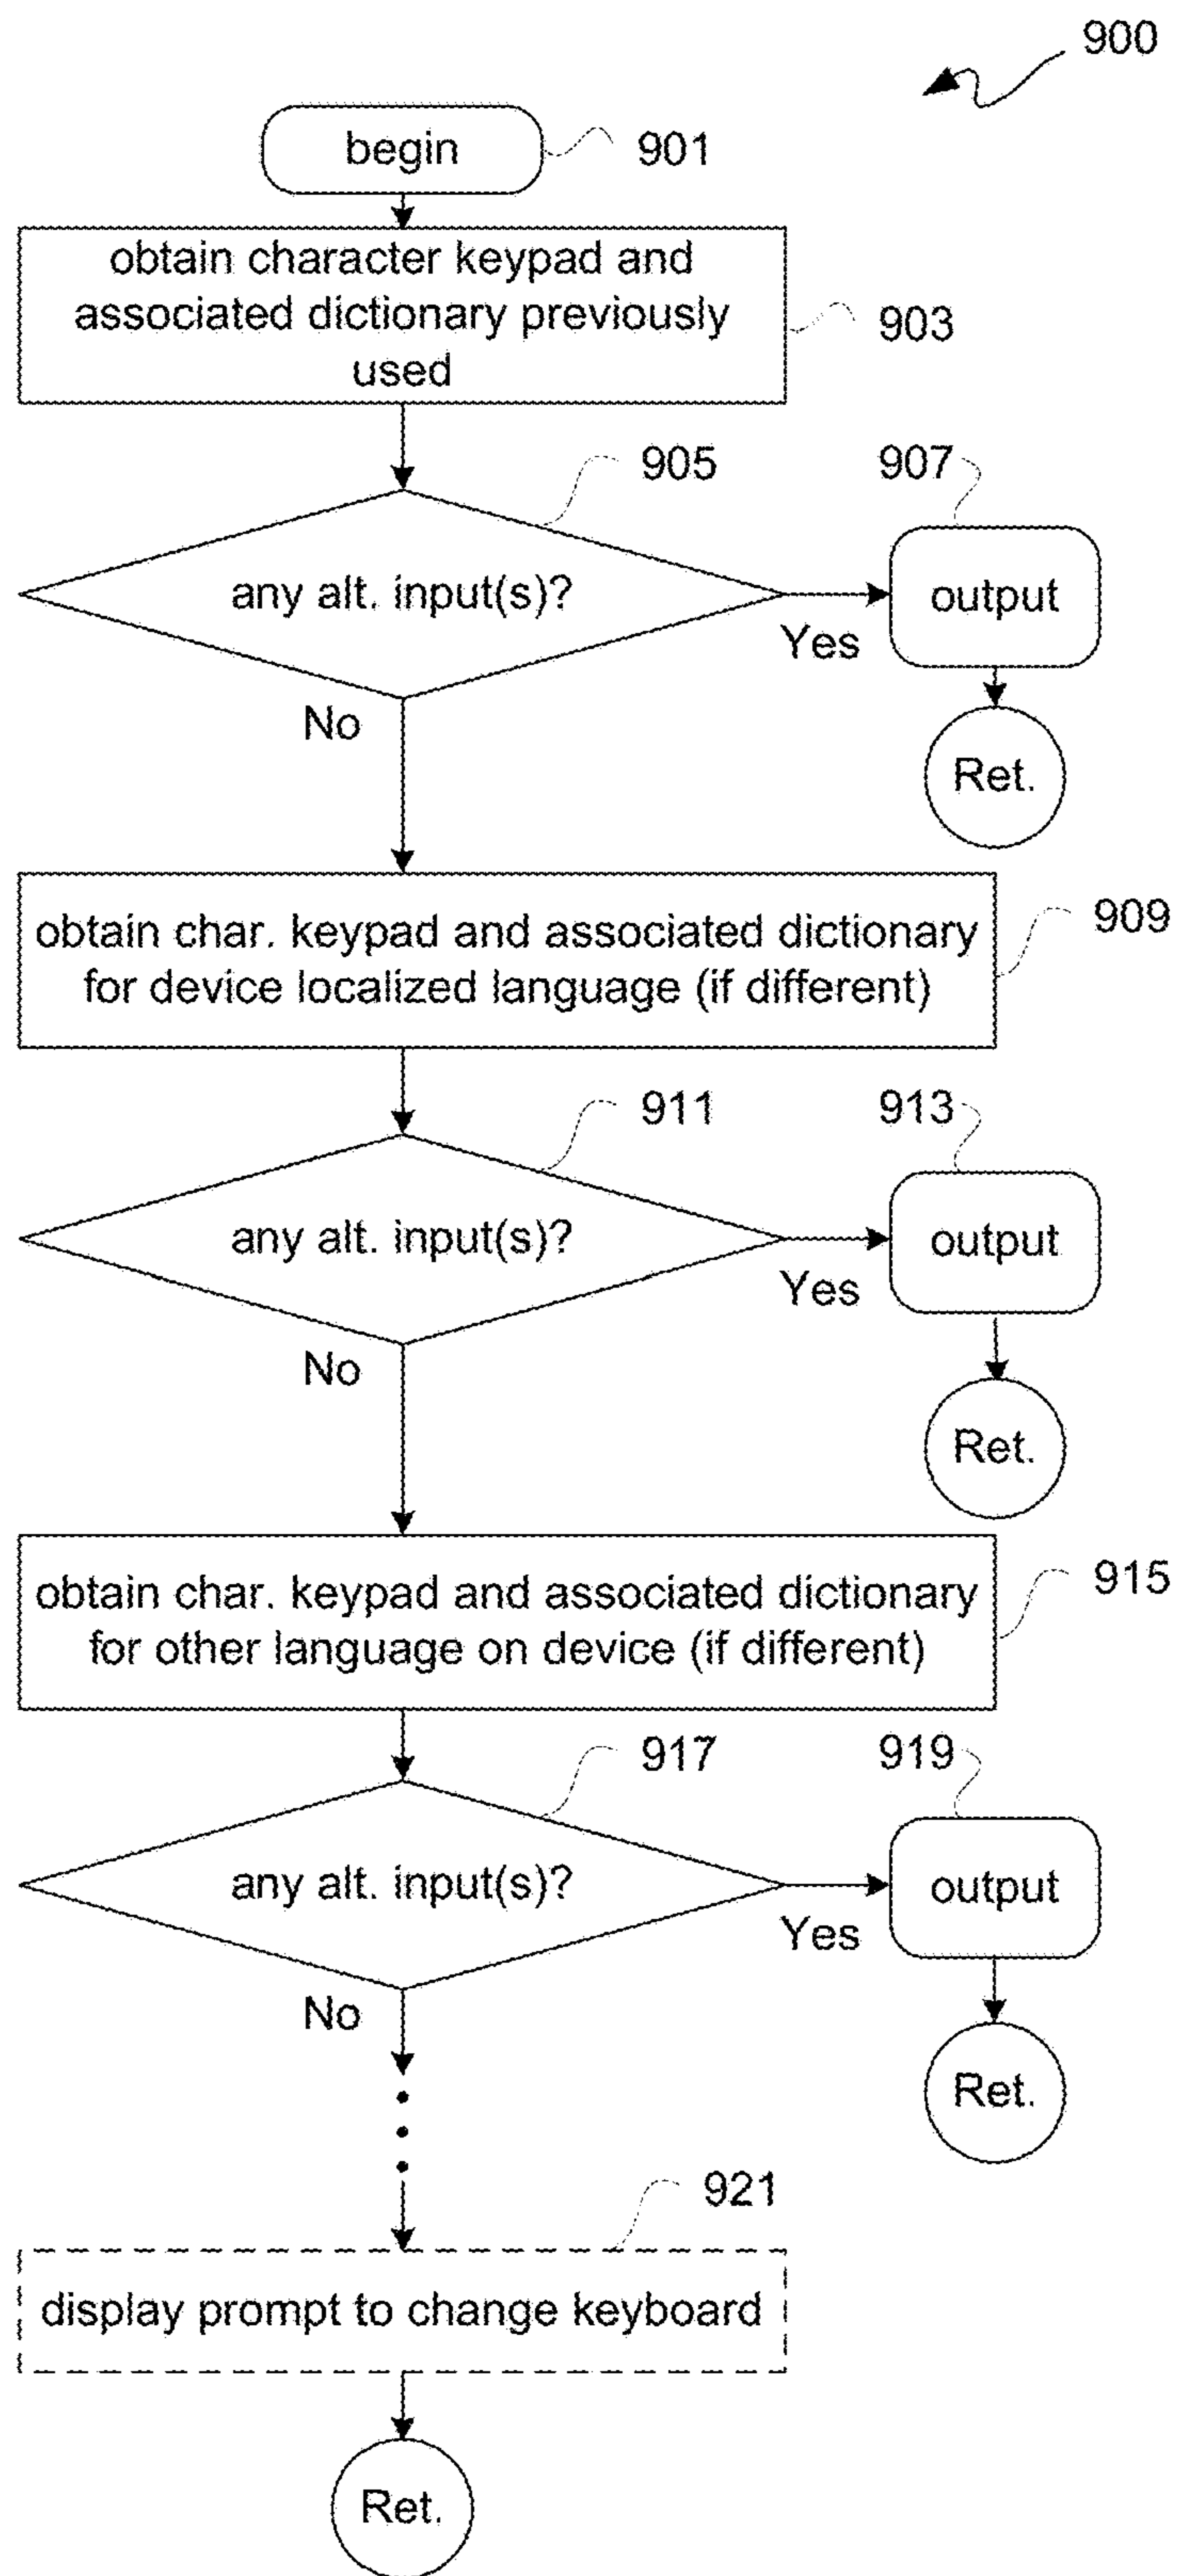 900
begin
901
obtain character keypad and
associated dictionary previously
used
903
905
907
any alt. input(s)?
output
Yes
No
Ret.
obtain char. keypad and associated dictionary
for device localized language (if different)
909
911
913
any alt. input(s)?
output
Yes
No
Ret.
obtain char. keypad and associated dictionary
for other language on device (if different)
915
917
919
any alt. input(s)?
output
Yes
No
Ret.
921
display prompt to change keyboard
Ret.